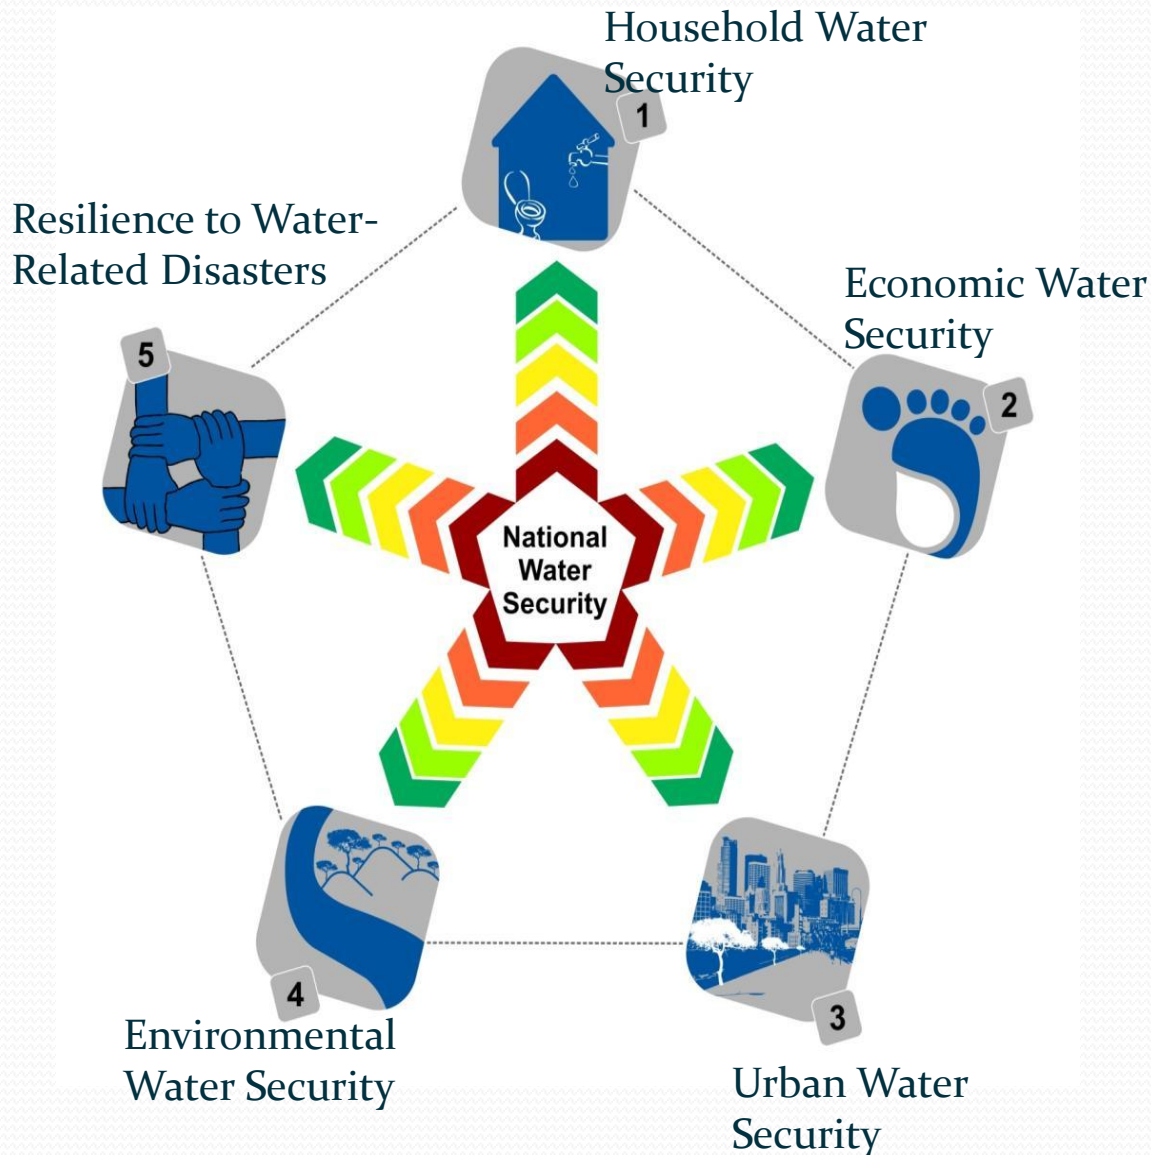 Household Water
Security
1
Resilience to Water-
Related Disasters
Economic Water
Security
5
2
National
Water
Security
4
3
Environmental
Water Security
Urban Water
Security